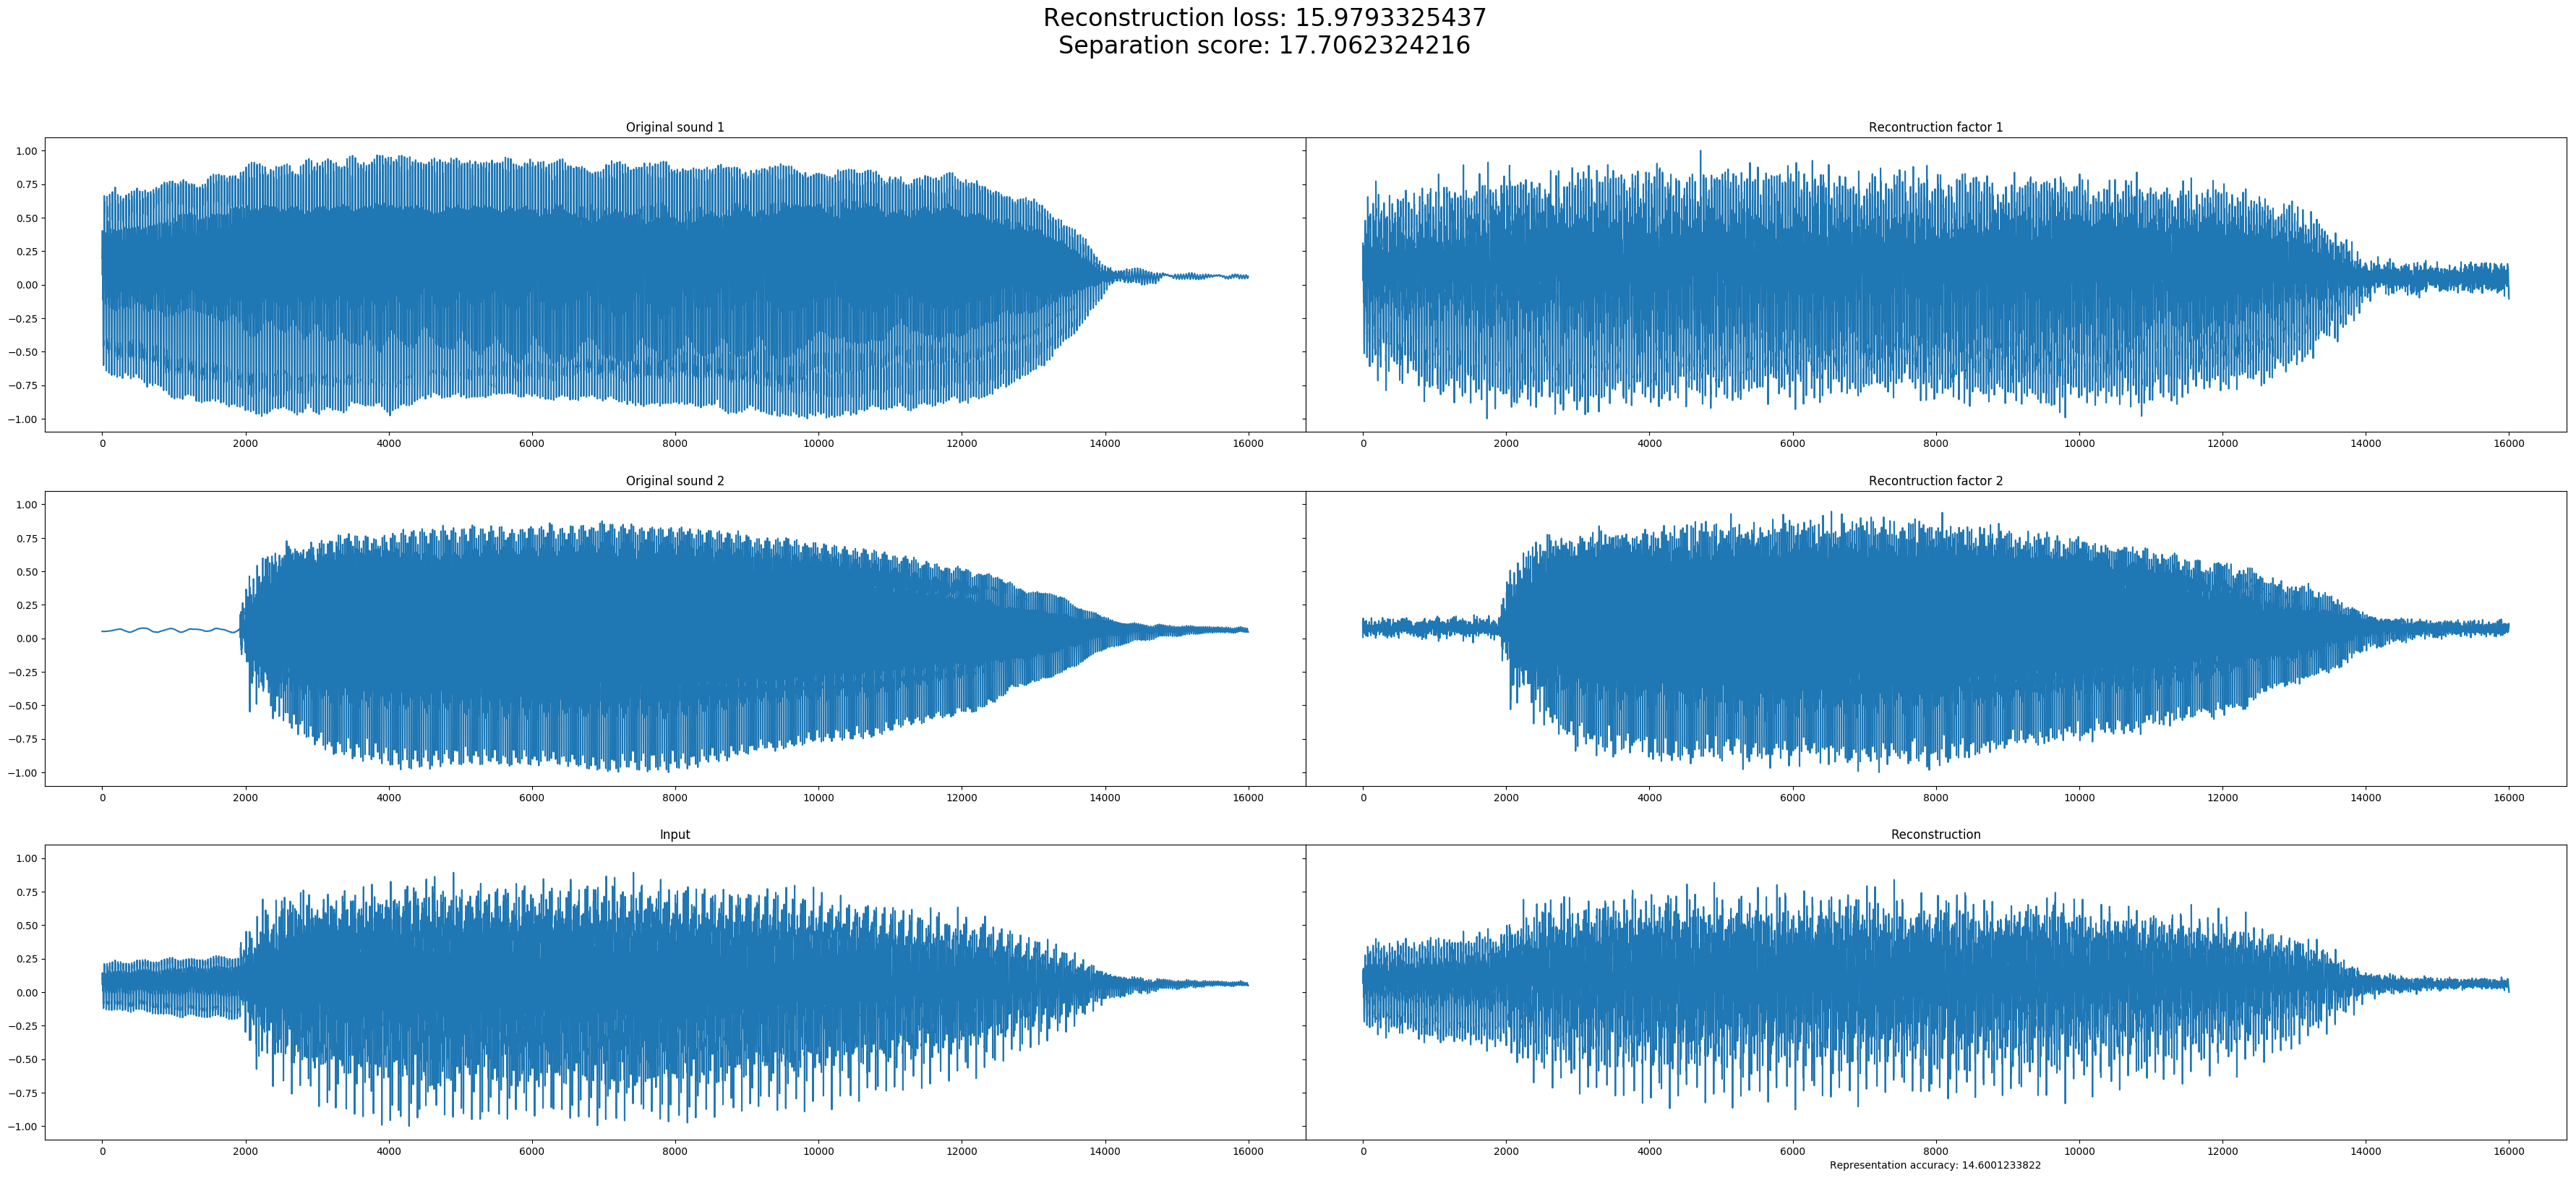 Reconstruction loss: 15.9793325437
Separation score: 17.7062324216
Original sound 1
Recontruction factor 1
1.00
0.75
0.50
0.25
0.00
−0.25
−0.50
−0.75
−1.00
0 2000 4000 6000 8000 10000 12000 14000 16000
0 2000 4000 6000 8000 10000 12000 14000 16000
Original sound 2
Recontruction factor 2
1.00
0.75
0.50
0.25
0.00
−0.25
−0.50
−0.75
−1.00
0 2000 4000 6000 8000 10000 12000 14000 16000
0 2000 4000 6000 8000 10000 12000 14000 16000
Input
Reconstruction
1.00
0.75
0.50
0.25
0.00
−0.25
−0.50
−0.75
−1.00
0 2000 4000 6000 8000 10000 12000 14000 16000
0 2000 4000 6000 8000 10000 12000 14000 16000
Representation accuracy: 14.6001233822